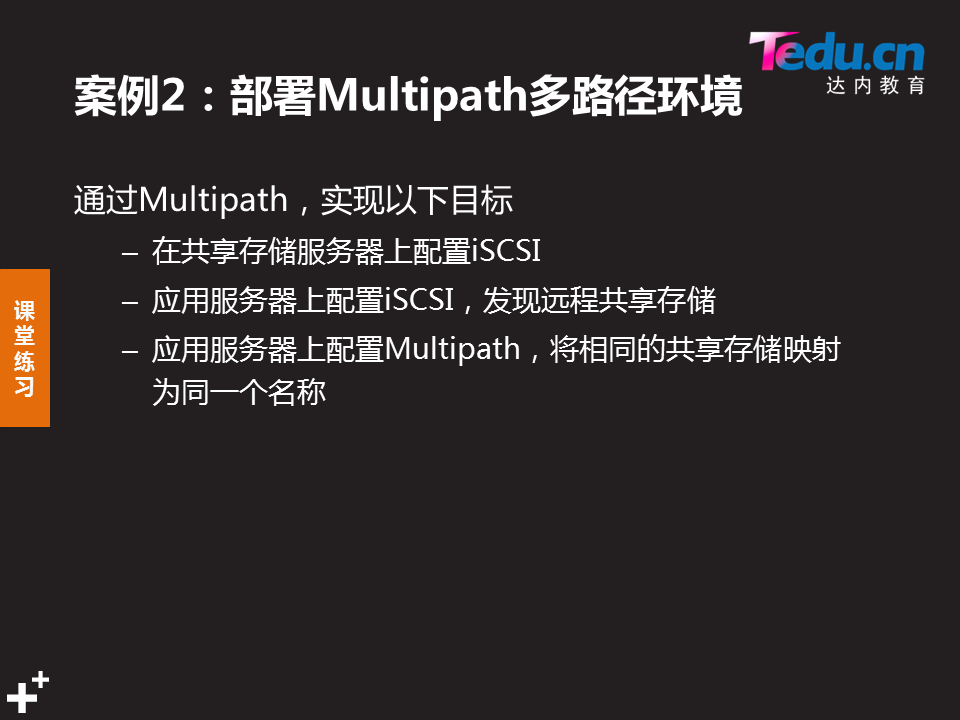 Tedu.cn
达内教育
案例2：部署Multipath多路径环境
通过Multipath，实现以下目标
– 在共享存储服务器上配置iSCSI
– 应用服务器上配置iSCSI，发现远程共享存储
– 应用服务器上配置Multipath，将相同的共享存储映射
为同一个名称
课
堂
练
习